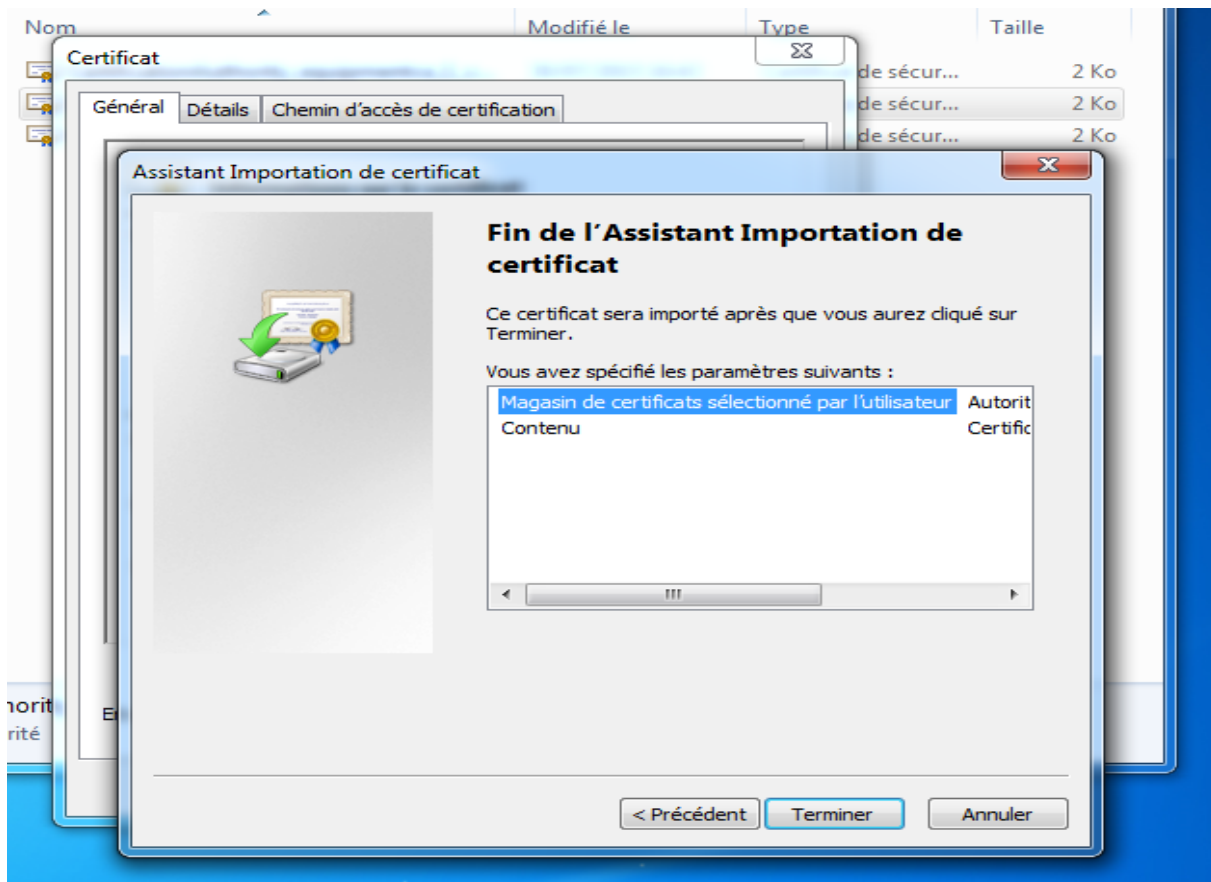 Nom Modifié le Type Taille
Certificat
de sécur... 2 Ko
Général Détails Chemin d'accès de certification
de sécur... 2 Ko
de sécur... 2 Ko
Assistant Importation de certificat
Fin de l'Assistant Importation de
certificat
Ce certificat sera importé après que vous aurez cliqué sur
Terminer.
Vous avez spécifié les paramètres suivants :
Magasin de certificats sélectionné par l'utilisateur Autorit
Contenu Certific
norit
rité
< Précédent Terminer Annuler